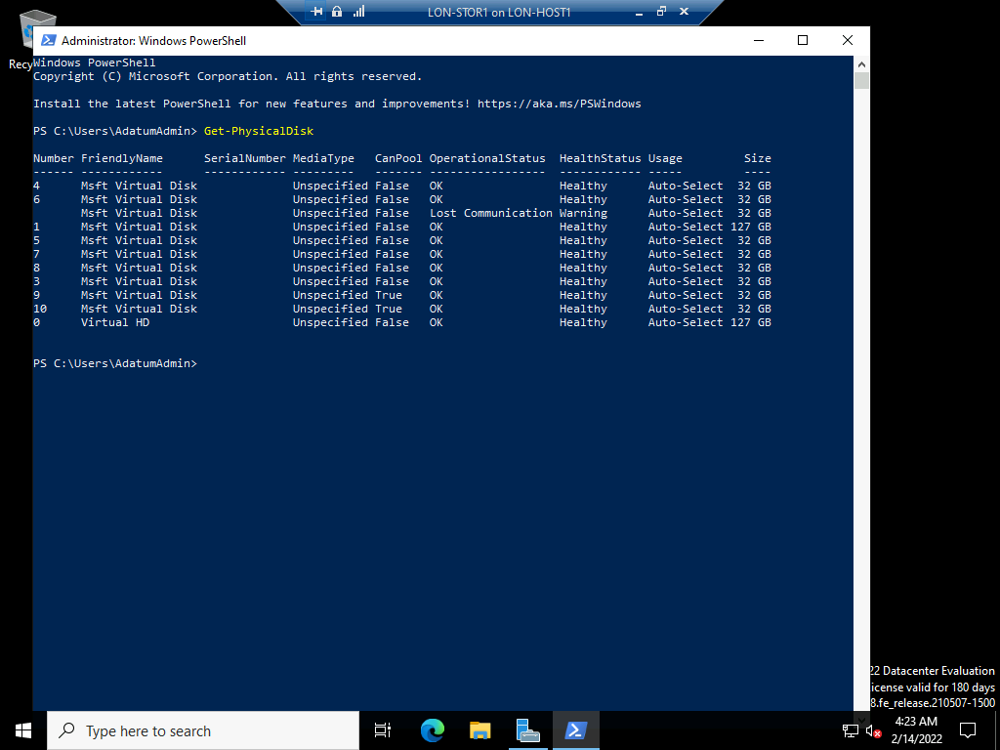 LON-STOR1 on LON-HOST1
Recy
Administrator: Windows PowerShell
Windows PowerShell
Copyright (C) Microsoft Corporation. All rights reserved.
Install the latest PowerShell for new features and improvements! https://aka.ms/PSWindows
PS C:\Users\AdatumAdmin> Get-PhysicalDisk
Number FriendlyName      SerialNumber MediaType   CanPool OperationalStatus  HealthStatus Usage         Size
------ ------------      ------------ ---------   ------- -----------------  ------------ -----         ----
4      Msft Virtual Disk              Unspecified False   OK                 Healthy      Auto-Select  32 GB
6      Msft Virtual Disk              Unspecified False   OK                 Healthy      Auto-Select  32 GB
       Msft Virtual Disk              Unspecified False   Lost Communication Warning      Auto-Select  32 GB
1      Msft Virtual Disk              Unspecified False   OK                 Healthy      Auto-Select 127 GB
5      Msft Virtual Disk              Unspecified False   OK                 Healthy      Auto-Select  32 GB
7      Msft Virtual Disk              Unspecified False   OK                 Healthy      Auto-Select  32 GB
8      Msft Virtual Disk              Unspecified False   OK                 Healthy      Auto-Select  32 GB
3      Msft Virtual Disk              Unspecified False   OK                 Healthy      Auto-Select  32 GB
9      Msft Virtual Disk              Unspecified True    OK                 Healthy      Auto-Select  32 GB
10     Msft Virtual Disk              Unspecified True    OK                 Healthy      Auto-Select  32 GB
0      Virtual HD                     Unspecified False   OK                 Healthy      Auto-Select 127 GB
PS C:\Users\AdatumAdmin>
22 Datacenter Evaluation
icense valid for 180 days
8.fe_release.210507-1500
Type here to search
4:23 AM
2/14/2022